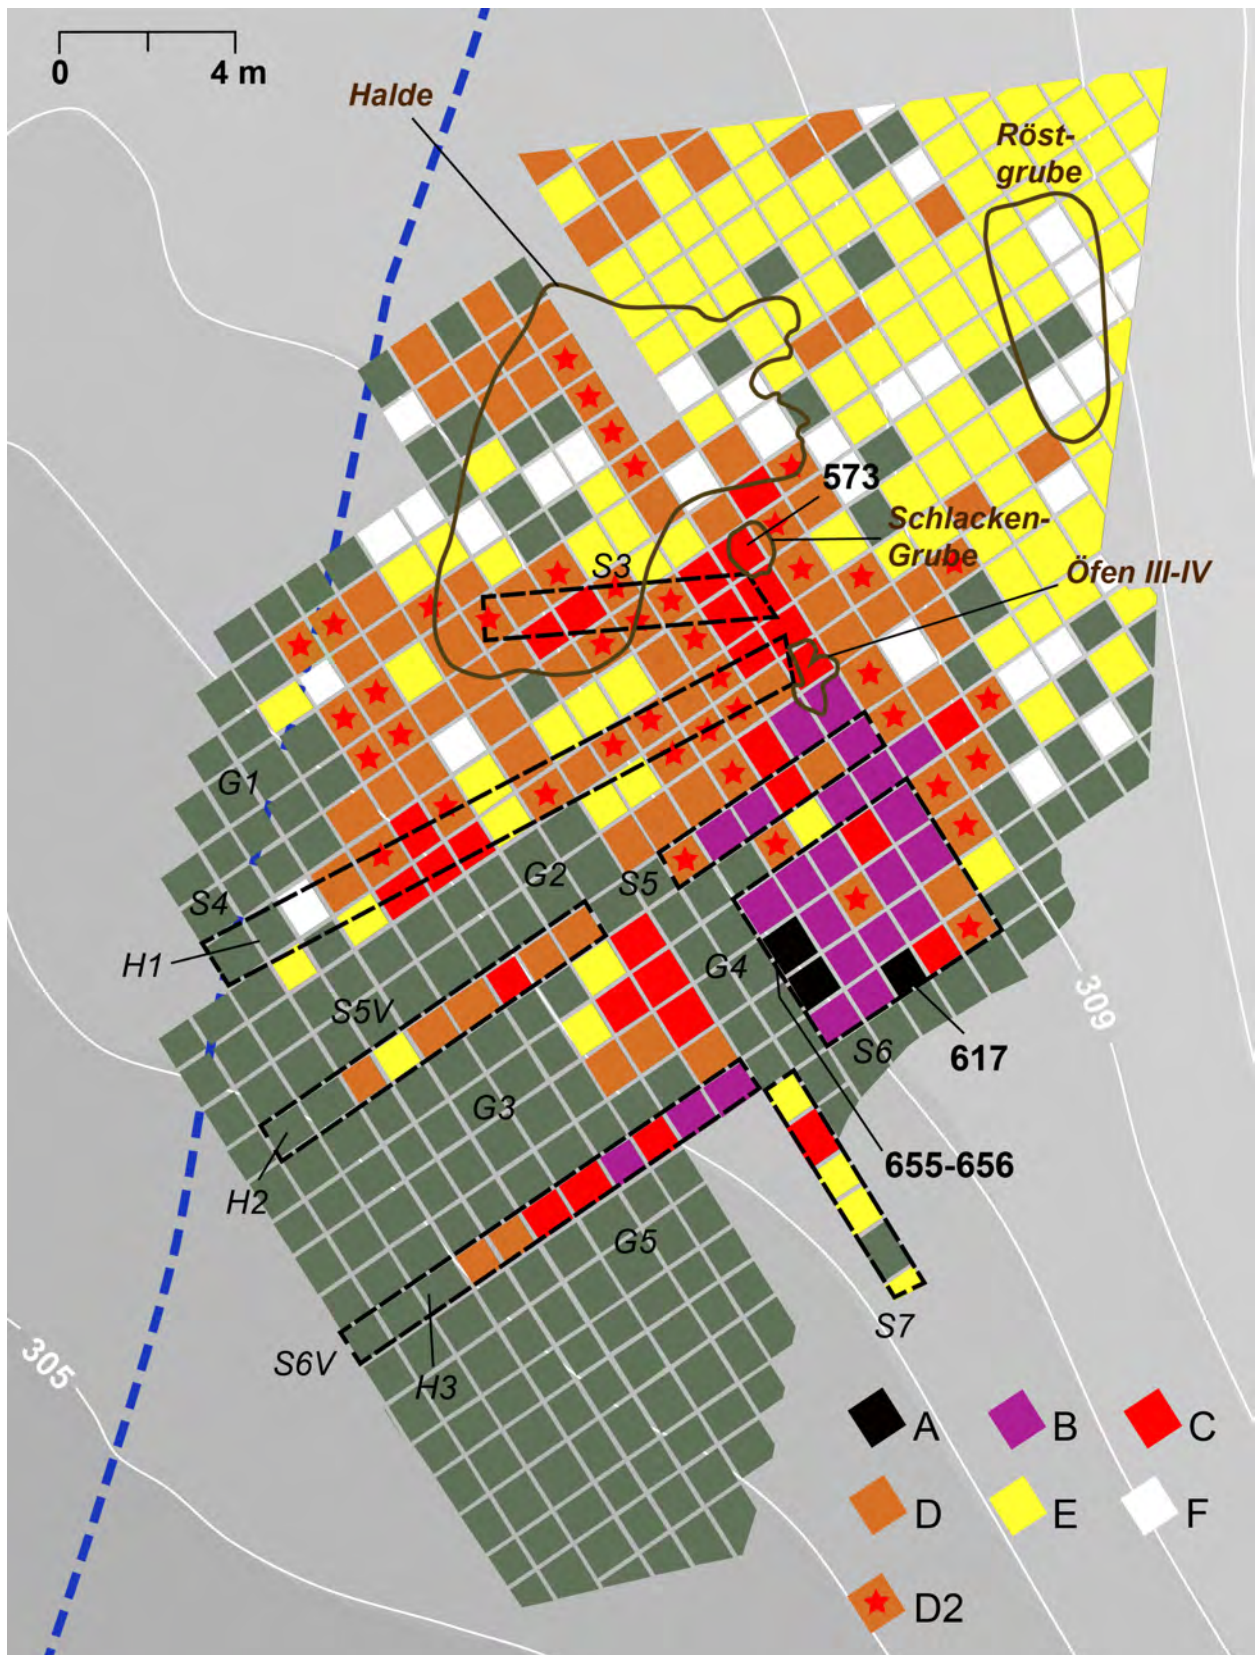 0 4 m
Halde
Röst-
grube
573
Schlacken-
Grube
S3
Öfen III-IV
G1
S4
G2
S5
H1
G4
S5V
309
S6
617
G3
655-656
H2
G5
S7
305
S6V
H3
A B C
D E F
D2